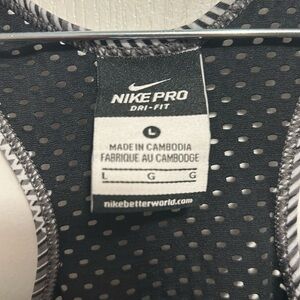 NIKE PRO
DRI-FIT
L
MADE IN CAMBODIA
FABRIQUE AU CAMBODGE
L G G
nikebetterworld.com